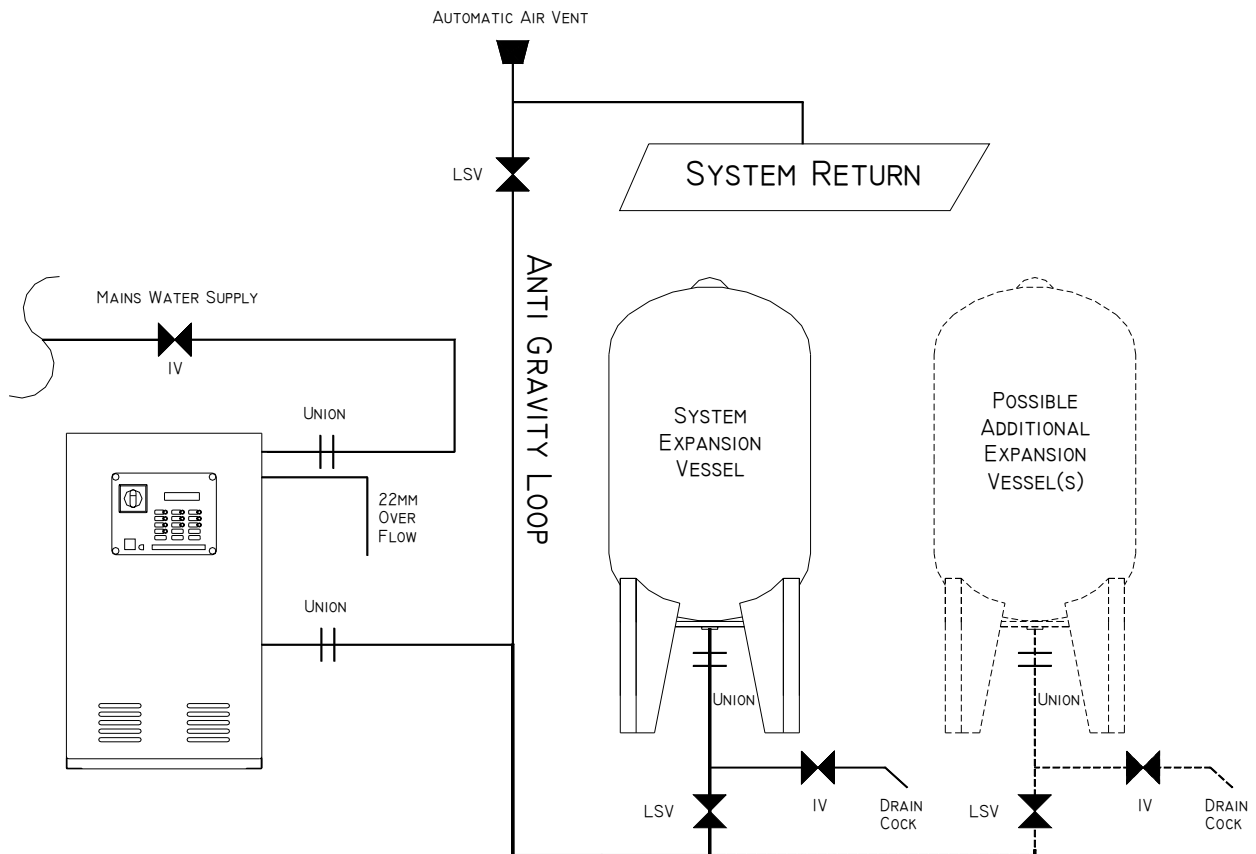 Automatic Air Vent
LSV
System Return
Anti Gravity Loop
Mains Water Supply
IV
Union
22mm
Over
Flow
Union
System
Expansion
Vessel
Possible
Additional
Expansion
Vessel(s)
Union
Union
LSV
IV
Drain
Cock
LSV
IV
Drain
Cock